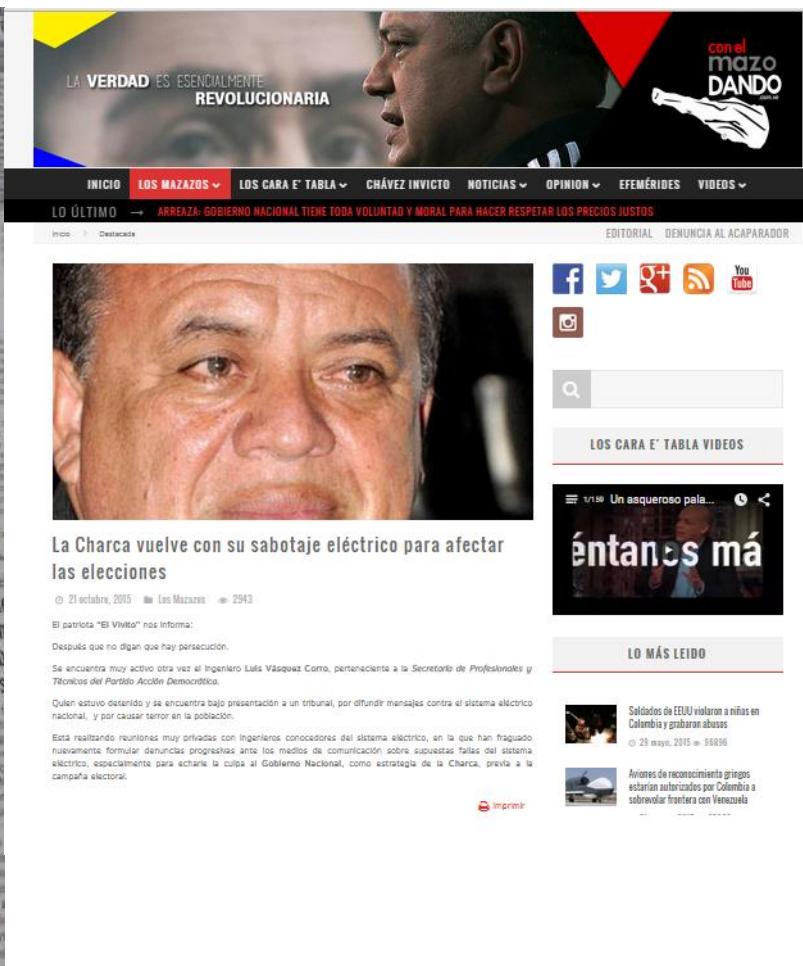 LA VERDAD ES ESENCIALMENTE
REVOLUCIONARIA
con el
mazo
DANDO
.com.ve
INICIO LOS MAZAZOS LOS CARA E' TABLA CHÁVEZ INVICTO NOTICIAS OPINION EFEMÉRIDES VIDEOS
LO ÚLTIMO → ARREAZA: GOBIERNO NACIONAL TIENE TODA VOLUNTAD Y MORAL PARA HACER RESPETAR LOS PRECIOS JUSTOS
Inicio > Destacada
EDITORIAL DENUNCIA AL ACAPARADOR
You
Tube
La Charca vuelve con su sabotaje eléctrico para afectar
las elecciones
21 octubre, 2015 Los Mazazos 2943
El patriota "El Vivito" nos informa:
Después que no digan que hay persecución.
Se encuentra muy activo otra vez el Ingeniero Luis Vásquez Corro, perteneciente a la Secretaría de Profesionales y
Técnicos del Partido Acción Democrática.
Quien estuvo detenido y se encuentra bajo presentación a un tribunal, por difundir mensajes contra el sistema eléctrico
nacional, y por causar terror en la población.
Está realizando reuniones muy privadas con ingenieros conocedores del sistema eléctrico, en la que han fraguado
nuevamente formular denuncias progreshas ante los medios de comunicación sobre supuestas fallas del sistema
eléctrico, especialmente para echarle la culpa al Gobierno Nacional, como estrategia de la Charca, previa a la
campaña electoral.
Imprimir
LOS CARA E' TABLA VIDEOS
1/159 Un asqueroso pala...
éntanos má
LO MÁS LEIDO
Soldados de EEUU violaron a niñas en
Colombia y grabaron abusos
29 mayo, 2015 56896
Aviones de reconocimiento gringos
estarían autorizados por Colombia a
sobrevolar frontera con Venezuela